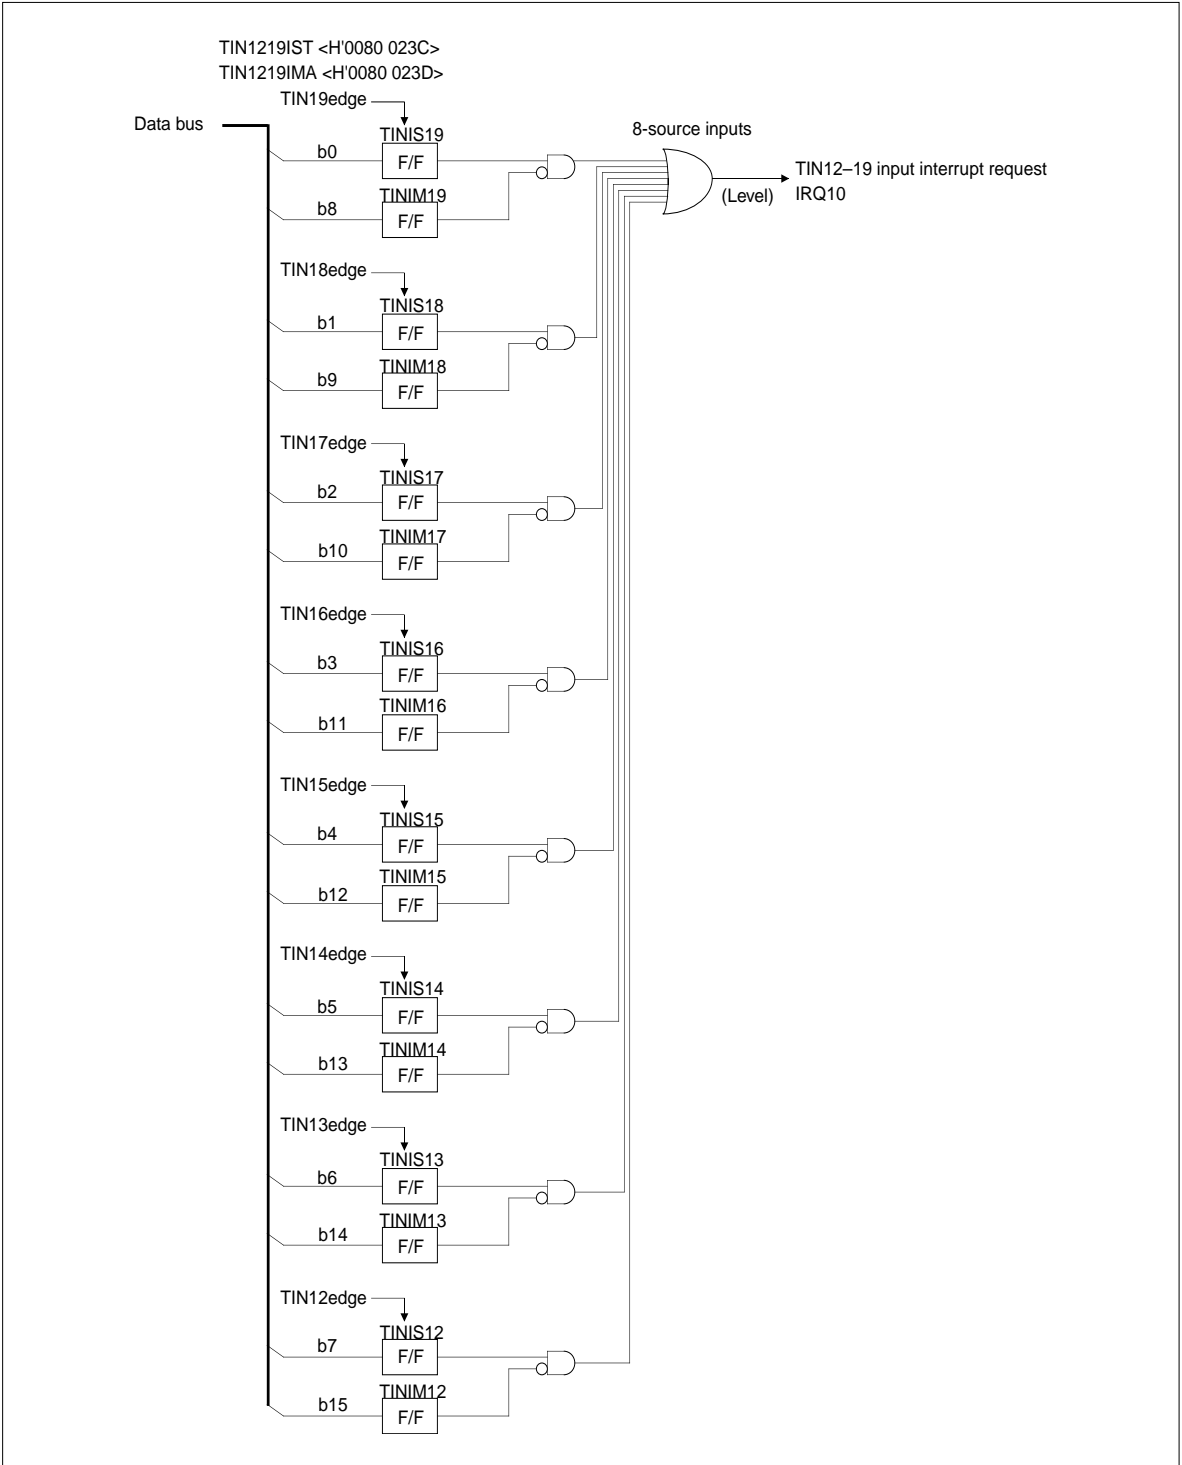 TIN1219IST <H'0080 023C>
TIN1219IMA <H'0080 023D>
TIN19edge
Data bus
TINIS19
8-source inputs
b0
F/F
TIN12–19 input interrupt request
(Level)
IRQ10
TINIM19
b8
F/F
TIN18edge
TINIS18
b1
F/F
TINIM18
b9
F/F
TIN17edge
TINIS17
b2
F/F
TINIM17
b10
F/F
TIN16edge
TINIS16
b3
F/F
TINIM16
b11
F/F
TIN15edge
TINIS15
b4
F/F
TINIM15
b12
F/F
TIN14edge
TINIS14
b5
F/F
TINIM14
b13
F/F
TIN13edge
TINIS13
b6
F/F
TINIM13
b14
F/F
TIN12edge
TINIS12
b7
F/F
TINIM12
b15
F/F